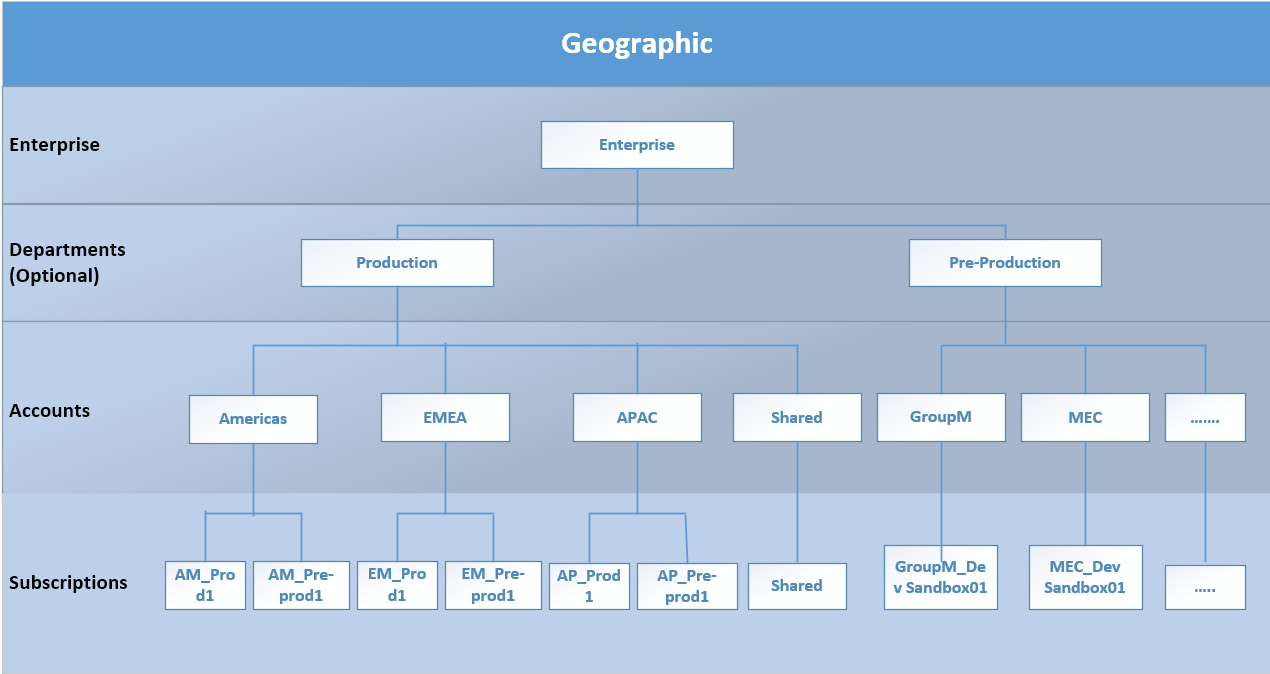 Geographic
Enterprise
Enterprise
Departments
(Optional)
Production
Pre-Production
Accounts
Americas
EMEA
APAC
Shared
GroupM
MEC
.......
Subscriptions
AM_Pro
d1
AM_Pre-
prod1
EM_Pro
d1
EM_Pre-
prod1
AP_Prod
1
AP_Pre-
prod1
Shared
GroupM_De
v Sandbox01
MEC_Dev
Sandbox01
.....